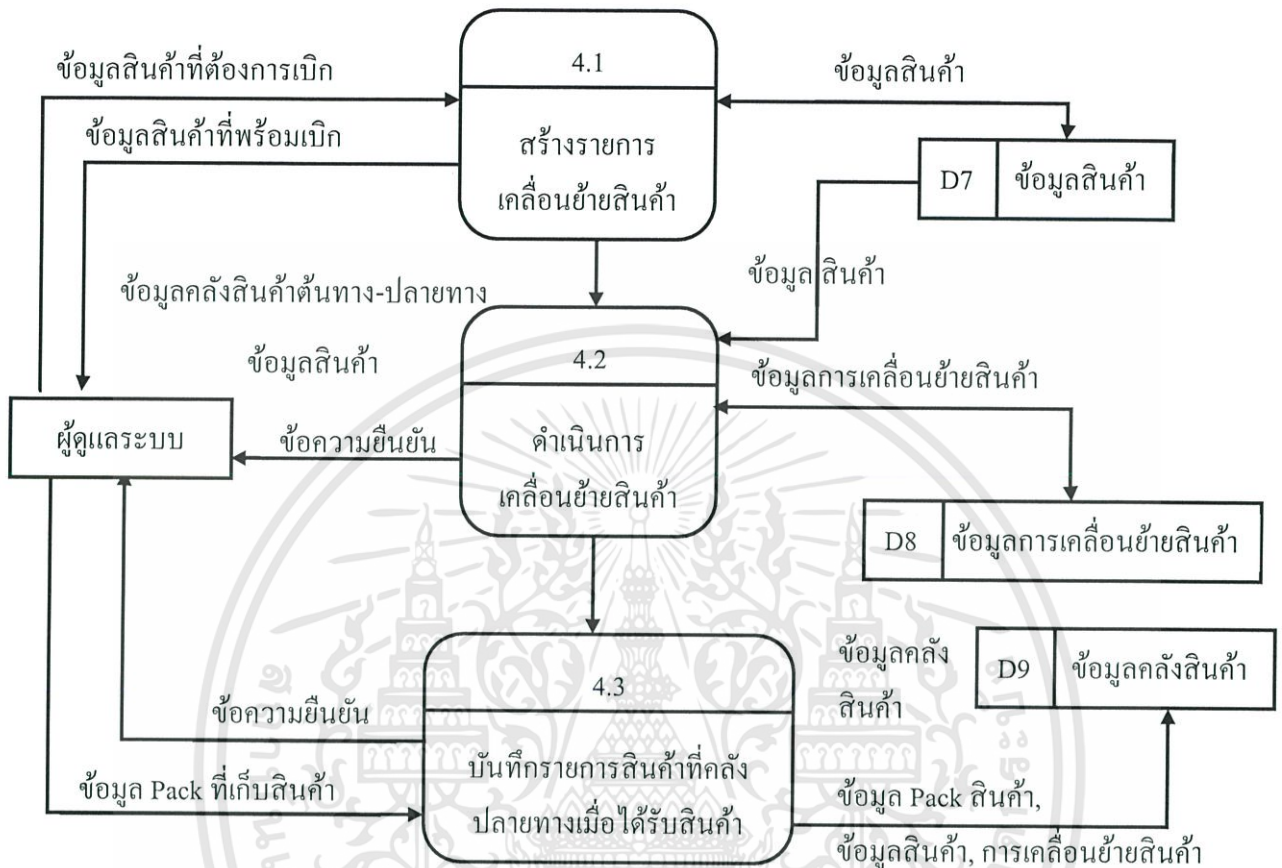 4.1
ข้อมูลสินค้าที่ต้องการเบิก
ข้อมูลสินค้า
ข้อมูลสินค้าที่พร้อมเบิก
สร้างรายการ
เคลื่อนย้ายสินค้า
D7
ข้อมูลสินค้า
ข้อมูลคลังสินค้าต้นทาง-ปลายทาง
ข้อมูลสินค้า
ข้อมูลสินค้า
4.2
ข้อมูลการเคลื่อนย้ายสินค้า
ผู้ดูแลระบบ
ข้อความยืนยัน
ดำเนินการ
เคลื่อนย้ายสินค้า
D8
ข้อมูลการเคลื่อนย้ายสินค้า
4.3
ข้อมูลคลัง
สินค้า
D9
ข้อมูลคลังสินค้า
ข้อความยืนยัน
บันทึกรายการสินค้าที่คลัง
ปลายทางเมื่อได้รับสินค้า
ข้อมูล Pack ที่เก็บสินค้า
ข้อมูล Pack สินค้า,
ข้อมูลสินค้า, การเคลื่อนย้ายสินค้า